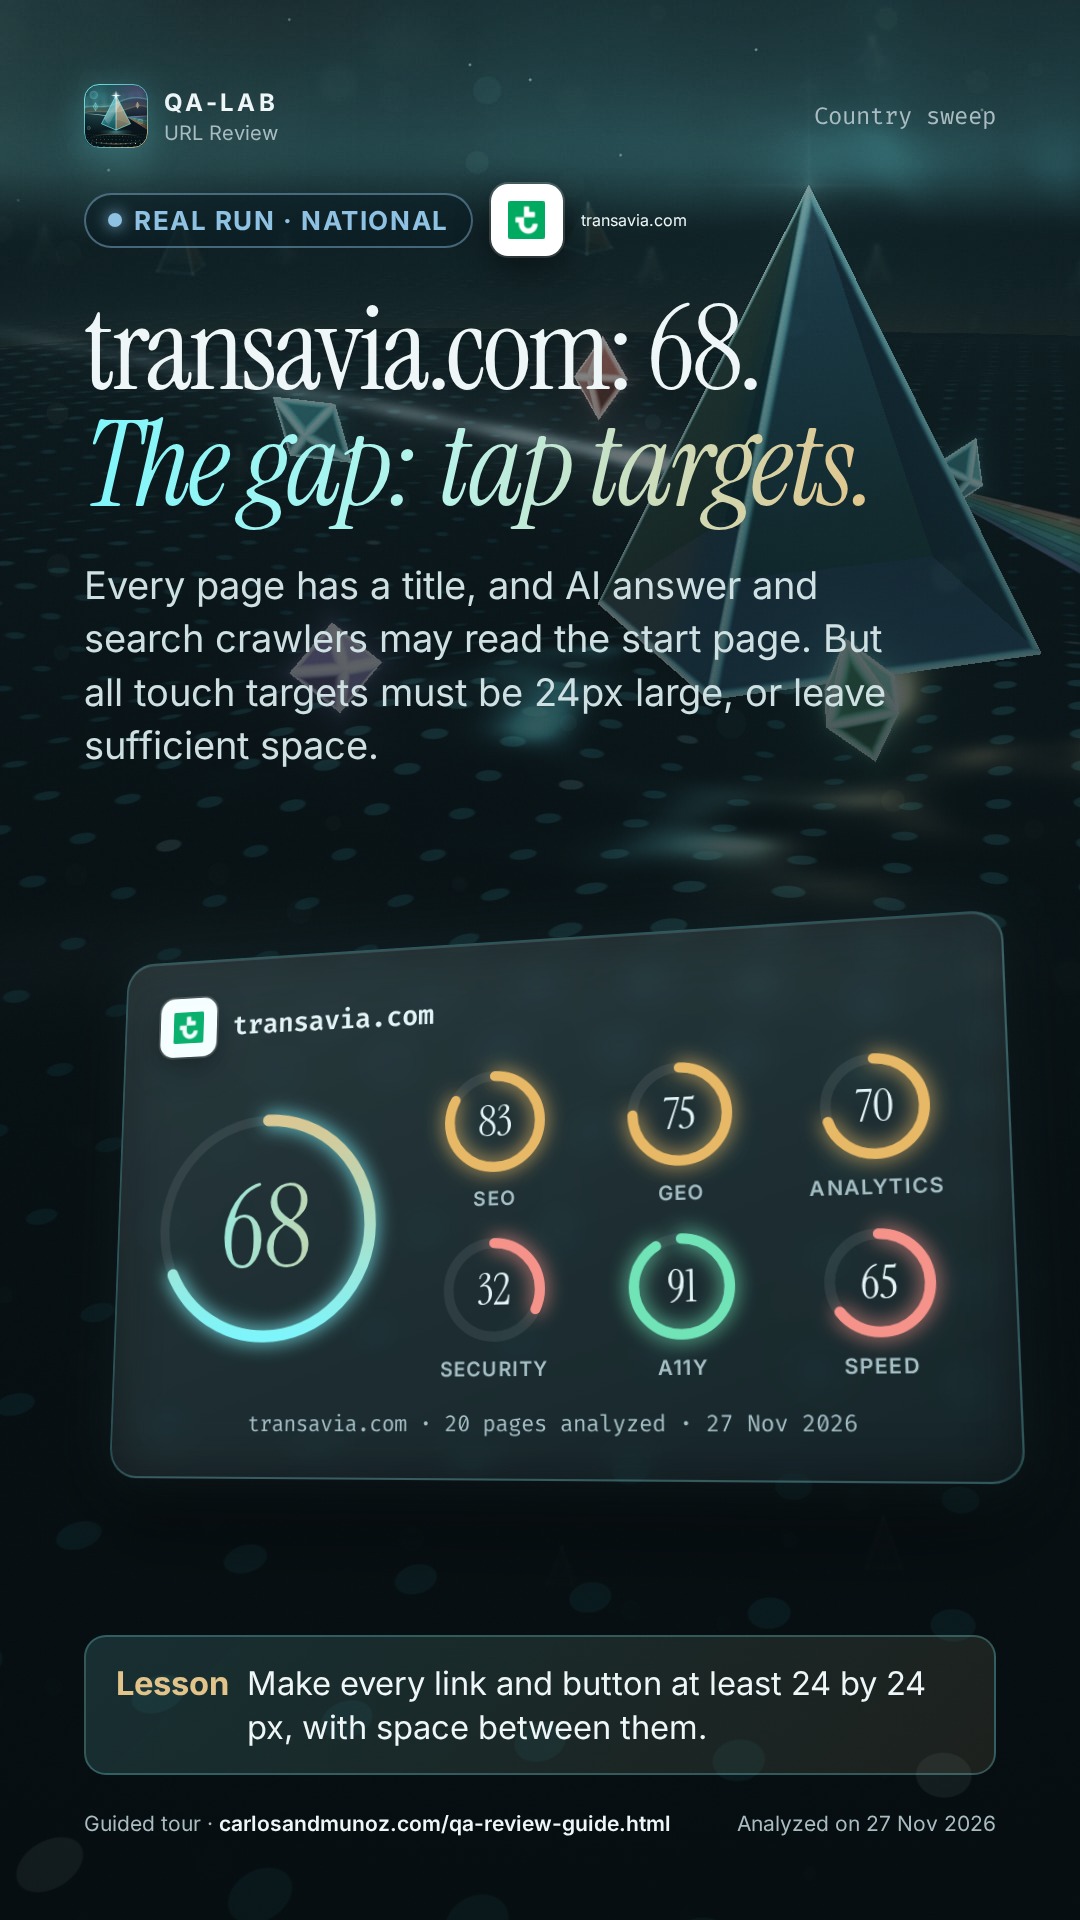 QA-LAB
URL Review
Country sweep
REAL RUN · NATIONAL
transavia.com
transavia.com: 68.
The gap: tap targets.
Every page has a title, and AI answer and
search crawlers may read the start page. But
all touch targets must be 24px large, or leave
sufficient space.
transavia.com
68
83
SEO
75
GEO
70
ANALYTICS
32
SECURITY
91
A11Y
65
SPEED
transavia.com · 20 pages analyzed · 27 Nov 2026
Lesson Make every link and button at least 24 by 24
px, with space between them.
Guided tour · carlosandmunoz.com/qa-review-guide.html
Analyzed on 27 Nov 2026